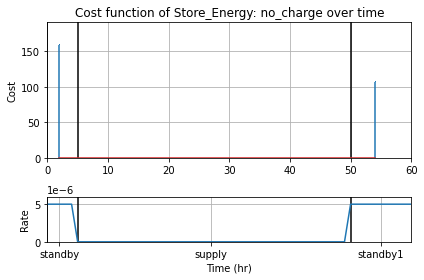 Cost function of Store_Energy: no_charge over time
150
100
50
0
Cost
0 10 20 30 40 50 60
1e−6
5
0
Rate
standby supply standby1
Time (hr)